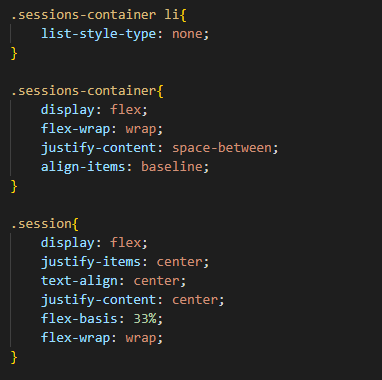 .sessions-container li{
    list-style-type: none;
}
.sessions-container{
    display: flex;
    flex-wrap: wrap;
    justify-content: space-between;
    align-items: baseline;
}
.session{
    display: flex;
    justify-items: center;
    text-align: center;
    justify-content: center;
    flex-basis: 33%;
    flex-wrap: wrap;
}